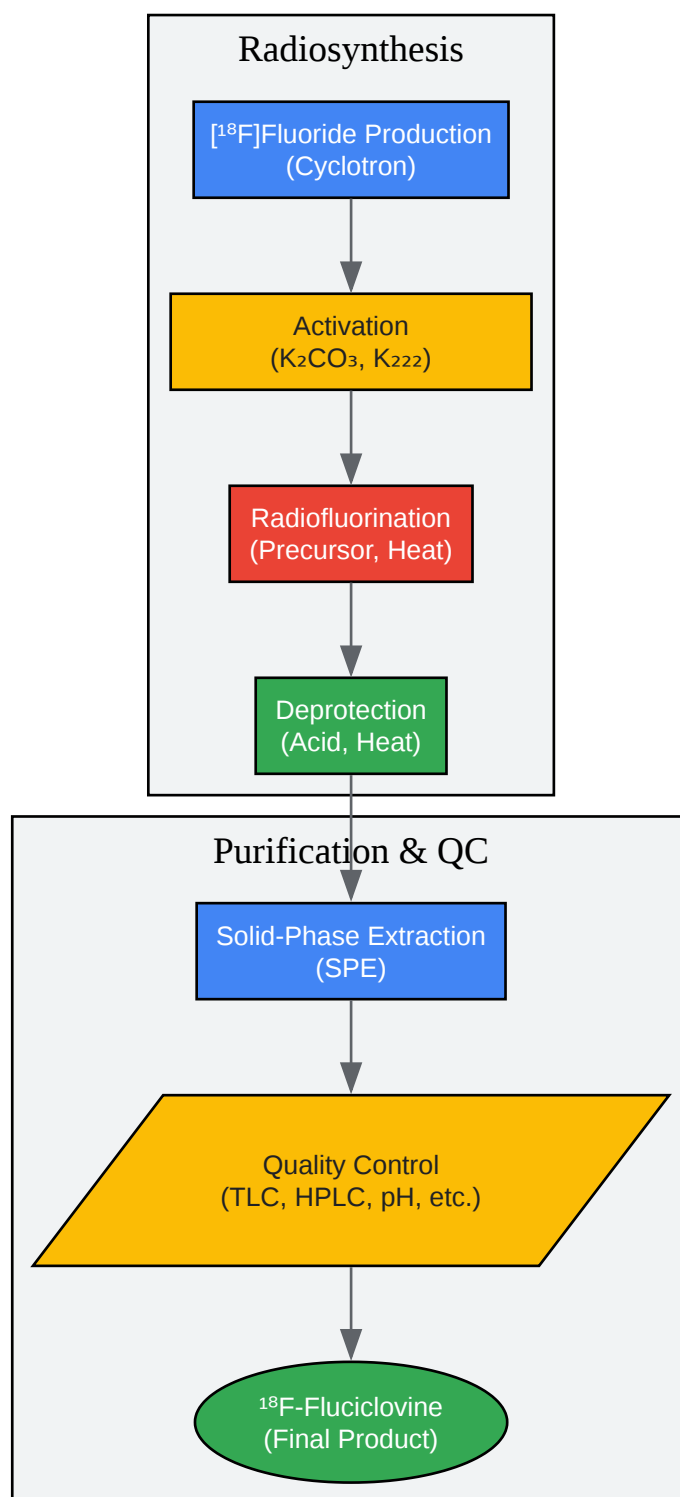 Radiosynthesis
[¹⁸F]Fluoride Production
(Cyclotron)
Activation
(K₂CO₃, K₂₂₂)
Radiofluorination
(Precursor, Heat)
Deprotection
(Acid, Heat)
Purification & QC
Solid-Phase Extraction
(SPE)
Quality Control
(TLC, HPLC, pH, etc.)
¹⁸F-Fluciclovine
(Final Product)